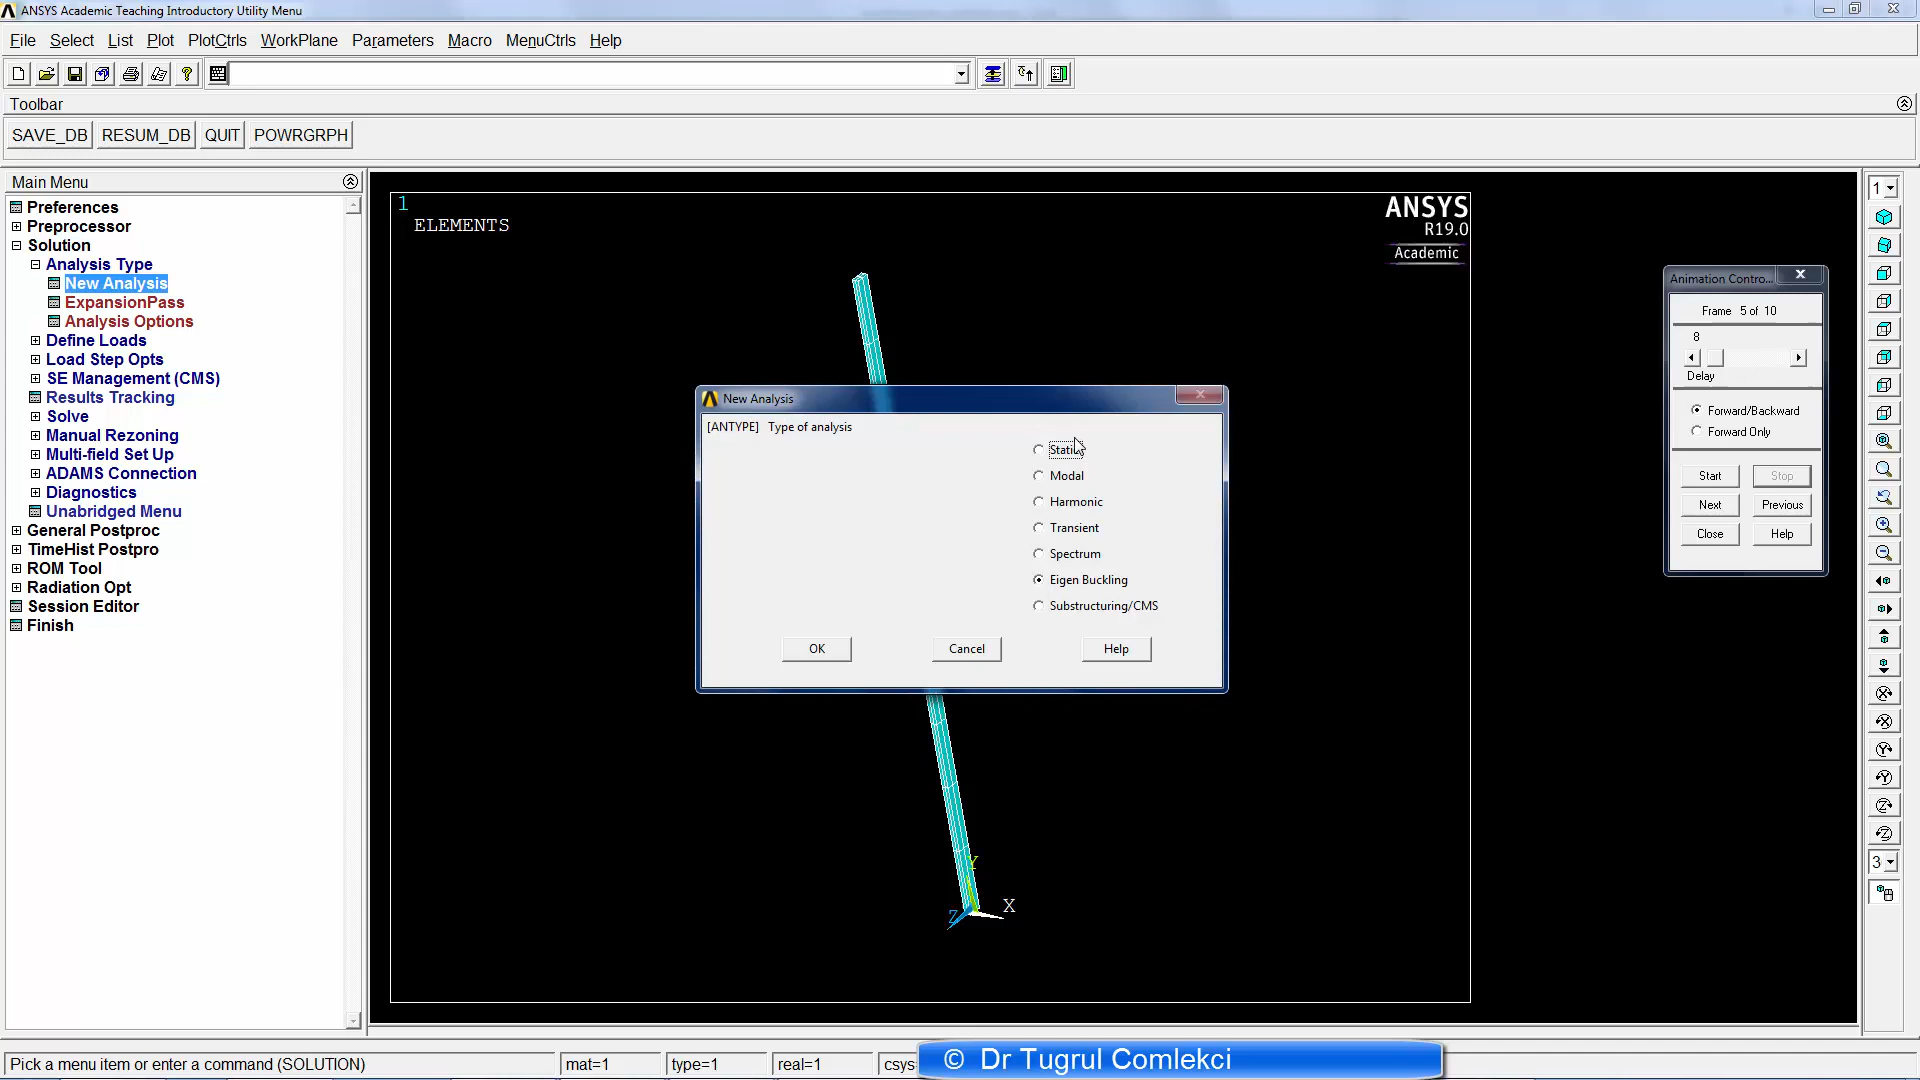 ANSYS Academic Teaching Introductory Utility Menu
File Select List Plot PlotCtrls WorkPlane Parameters Macro MenuCtrls Help
Toolbar
SAVE_DB RESUM_DB QUIT POWRGRPH
Main Menu
Preferences
Preprocessor
Solution
Analysis Type
New Analysis
ExpansionPass
Analysis Options
Define Loads
Load Step Opts
SE Management (CMS)
Results Tracking
Solve
Manual Rezoning
Multi-field Set Up
ADAMS Connection
Diagnostics
Unabridged Menu
General Postproc
TimeHist Postpro
ROM Tool
Radiation Opt
Session Editor
Finish
1
ELEMENTS
ANSYS
R19.0
Academic
X
Y
Z
New Analysis
[ANTYPE] Type of analysis
Static
Modal
Harmonic
Transient
Spectrum
Eigen Buckling
Substructuring/CMS
OK Cancel Help
Animation Contro...
Frame 5 of 10
8
Delay
Forward/Backward
Forward Only
Start Stop
Next Previous
Close Help
1
3
Pick a menu item or enter a command (SOLUTION) mat=1 type=1 real=1 csys=
© Dr Tugrul Comlekci